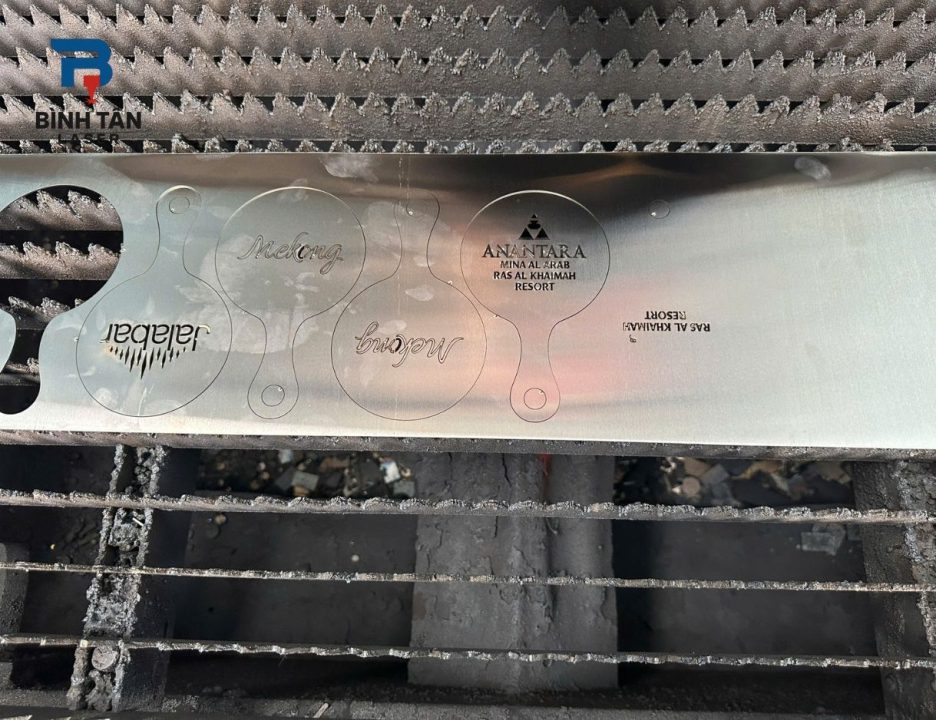 BÌNH TÂN
LASER
Mekong
ANANTARA
MINA AL ARAB
RAS AL KHAIMAH
RESORT
Jalabar
Mekong
RAS AL KHAIMAH
RESORT